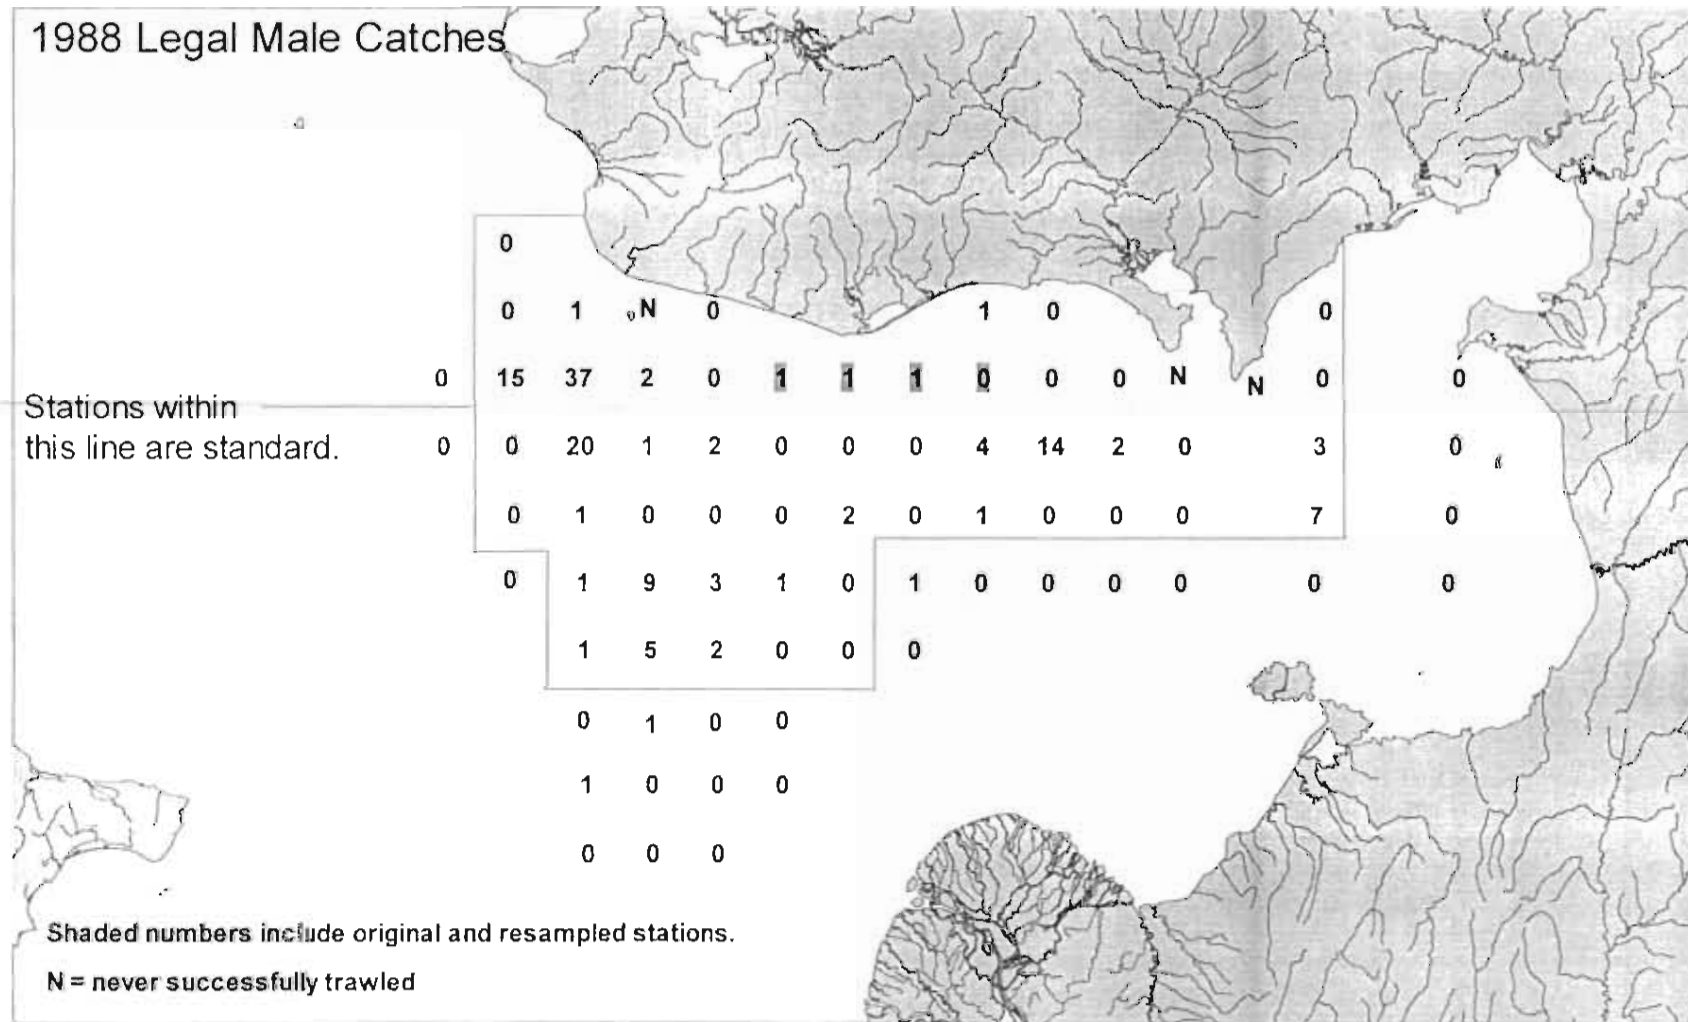 1988 Legal Male Catches
0
0 1 N 0 1 0 0
0 15 37 2 0 1 1 1 0 0 0 N N 0 0
Stations within
this line are standard.
0 0 20 1 2 0 0 0 4 14 2 0 3 0
0 1 0 0 0 2 0 1 0 0 0 7 0
0 1 9 3 1 0 1 0 0 0 0 0 0
1 5 2 0 0 0
0 1 0 0
1 0 0 0
0 0 0
Shaded numbers include original and resampled stations.
N = never successfully trawled